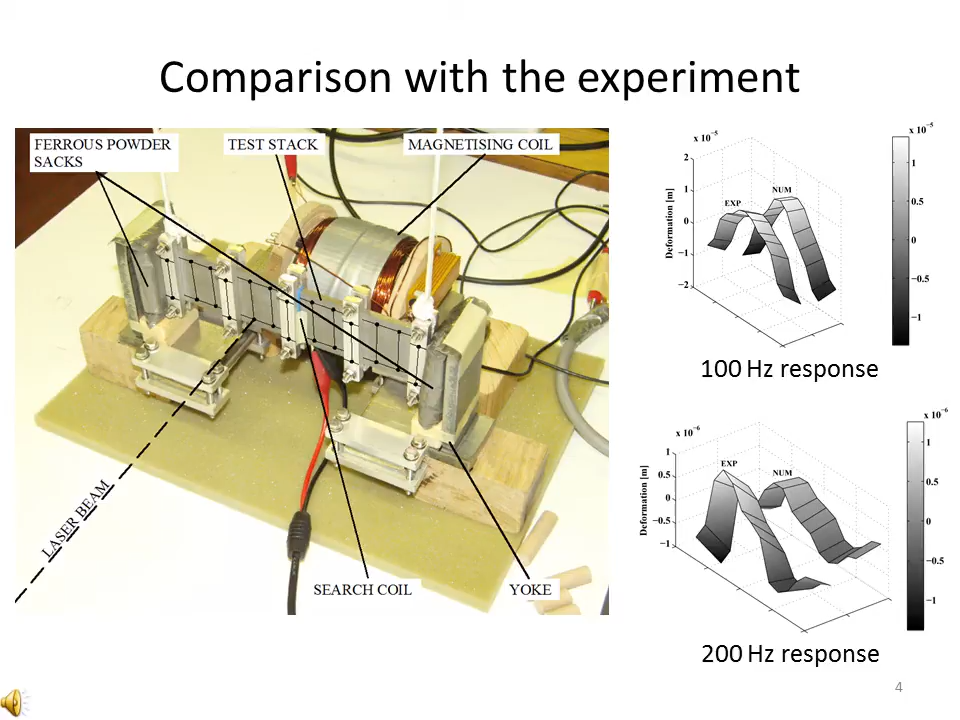 Comparison with the experiment
FERROUS POWDER
SACKS
TEST STACK
MAGNETISING COIL
LASER BEAM
SEARCH COIL
YOKE
x 10⁻⁵
2
1
0
−1
−2
Deformation [m]
EXP
NUM
x 10⁻⁵
1
0.5
0
−0.5
−1
100 Hz response
x 10⁻⁶
1
0.5
0
−0.5
−1
Deformation [m]
EXP
NUM
x 10⁻⁶
1
0.5
0
−0.5
−1
200 Hz response
4